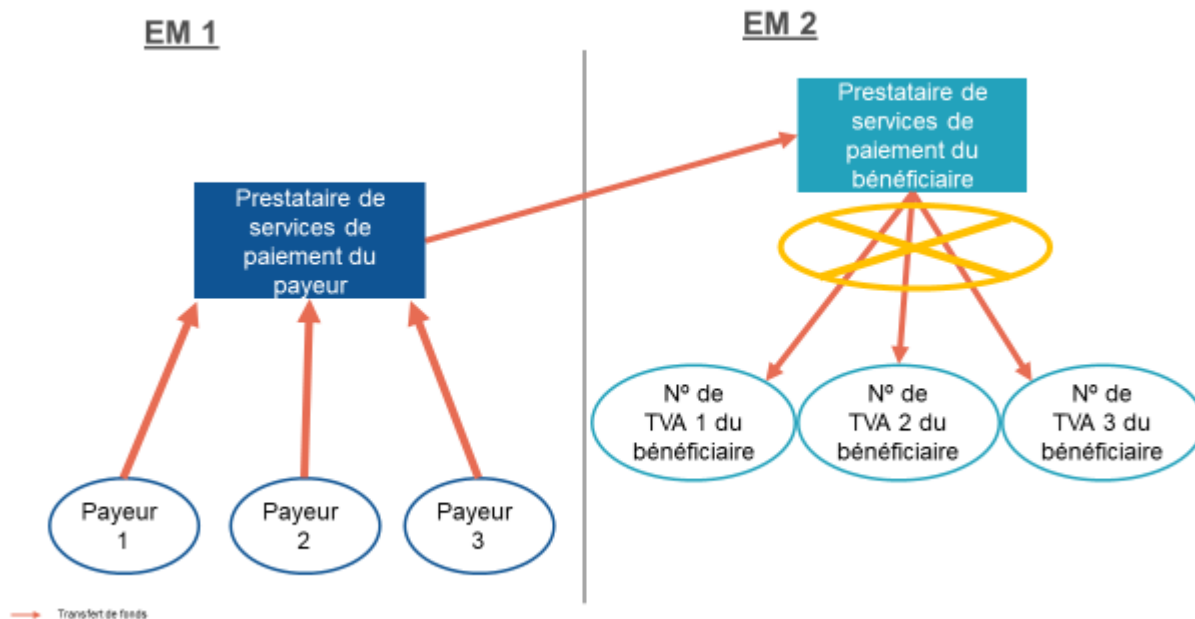 EM 1
EM 2
Prestataire de
services de
paiement du
bénéficiaire
Prestataire de
services de
paiement du
payeur
Nº de
TVA 1 du
bénéficiaire
Nº de
TVA 2 du
bénéficiaire
Nº de
TVA 3 du
bénéficiaire
Payeur
1
Payeur
2
Payeur
3
Transfert de fonds